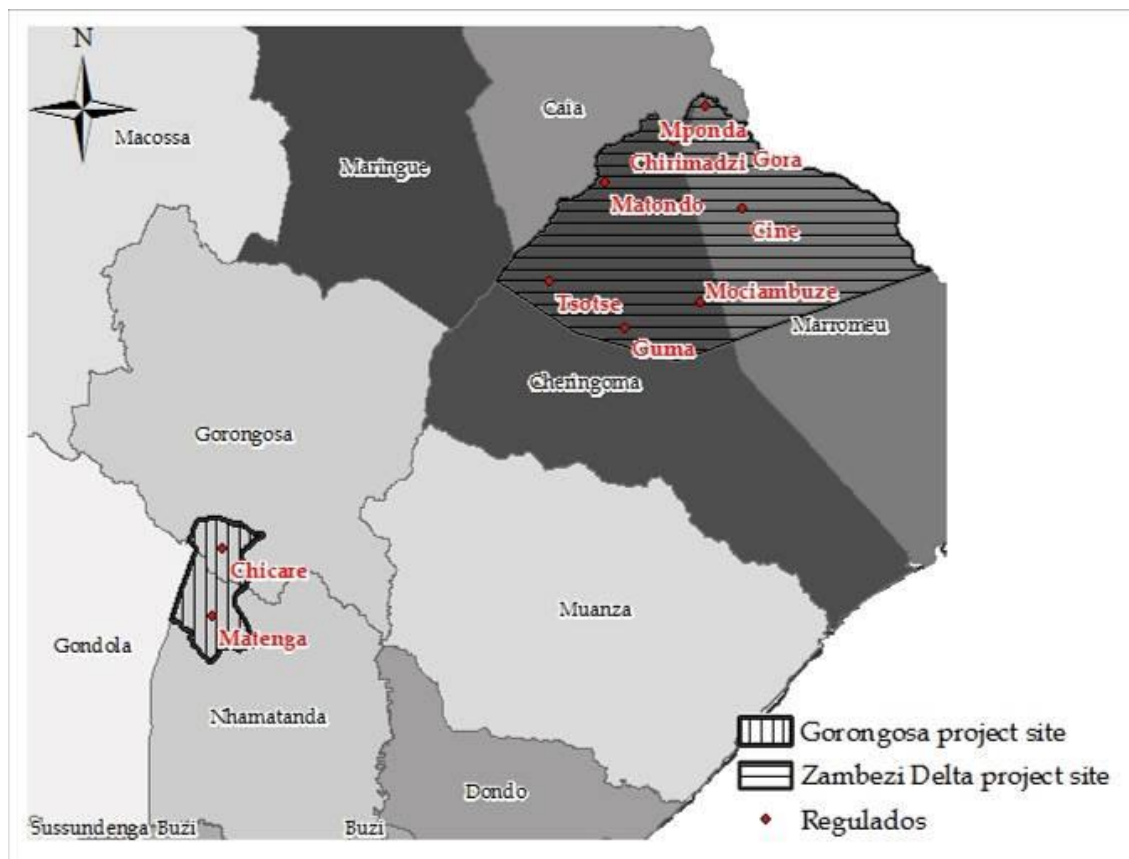 N
Caia
Macossa
Mponda
Maringue
Chirimadzi Gora
Matondo
Cine
Tsotse
Mociambuze
Marromeu
Guma
Cheringoma
Gorongosa
Chicare
Muanza
Matenga
Gondola
Nhamatanda
Gorongosa project site
Zambezi Delta project site
Dondo
Regulados
Sussundenga Buzi
Buzi